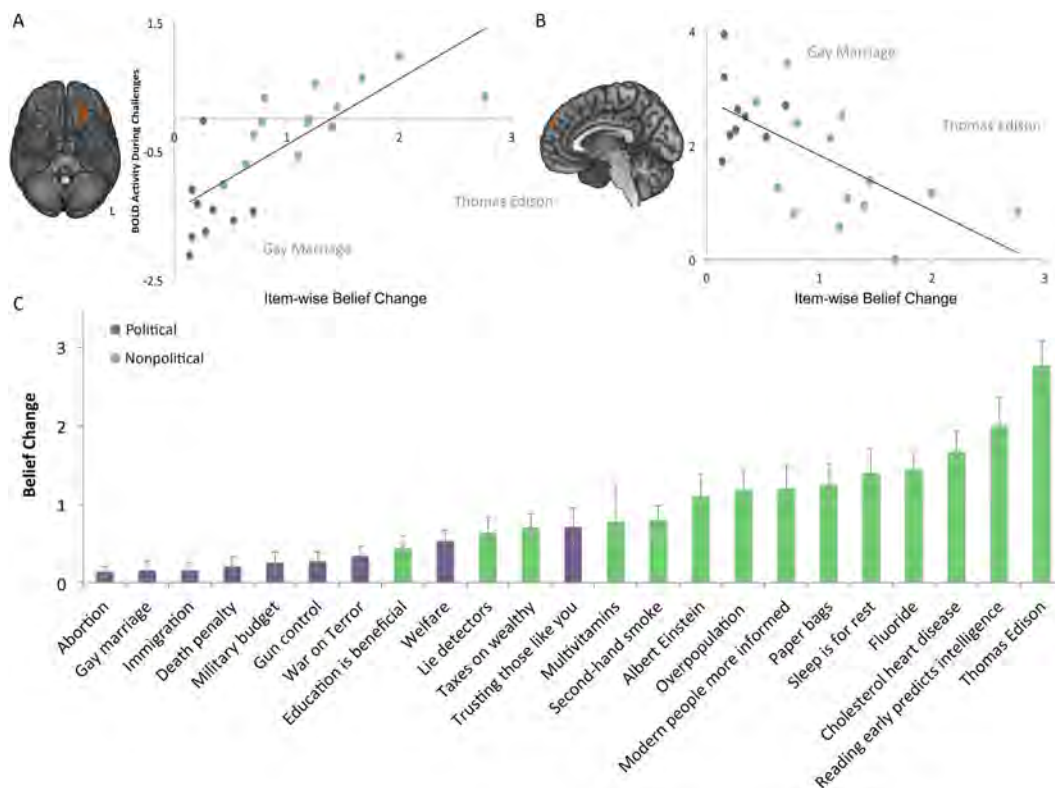 A
1.5
BOLD Activity During Challenges
0
1
2
3
-0.5
Thomas Edison
L
Gay Marriage
-2.5
Item-wise Belief Change
B
4
Gay Marriage
Thomas Edison
2
0
0
1
2
3
Item-wise Belief Change
C
Political
Nonpolitical
3
2
1
0
Belief Change
Abortion
Gay marriage
Immigration
Death penalty
Military budget
Gun control
War on Terror
Education is beneficial
Welfare
Lie detectors
Taxes on wealthy
Trusting those like you
Multivitamins
Second-hand smoke
Albert Einstein
Overpopulation
Modern people more informed
Paper bags
Sleep is for rest
Fluoride
Cholesterol heart disease
Reading early predicts intelligence
Thomas Edison